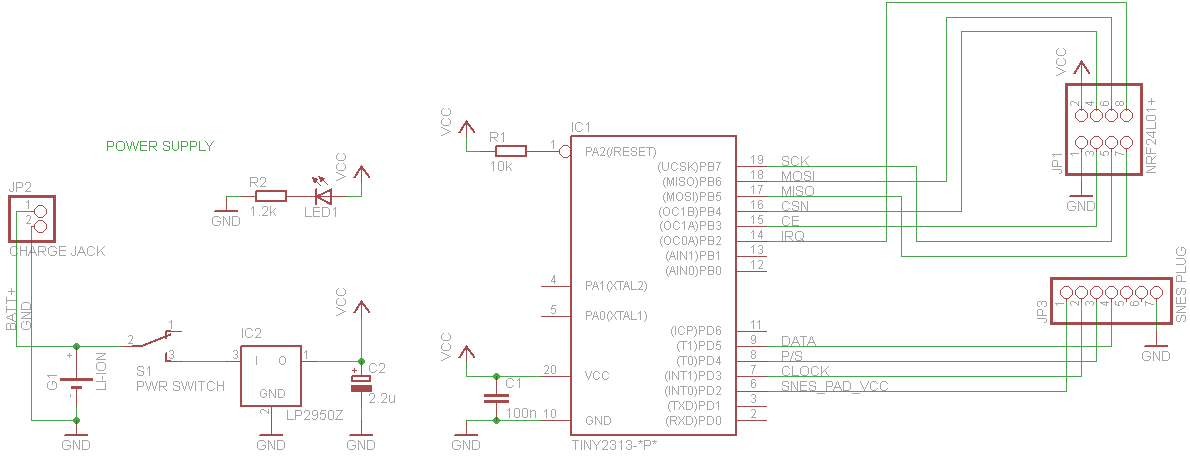 POWER SUPPLY
JP2
1
2
CHARGE JACK
BATT+
GND
G1
+
-
LI-ION
GND
2
1
3
S1
PWR SWITCH
R2
1.2k
GND
LED1
VCC
IC2
3
I
O
1
GND
2
LP2950Z
GND
VCC
+
C2
2.2u
GND
VCC
R1
10k
VCC
C1
100n
GND
IC1
1
PA2(/RESET)
4
PA1(XTAL2)
5
PA0(XTAL1)
20
VCC
10
GND
(UCSK)PB7
19
SCK
(MISO)PB6
18
MOSI
(MOSI)PB5
17
MISO
(OC1B)PB4
16
CSN
(OC1A)PB3
15
CE
(OC0A)PB2
14
IRQ
(AIN1)PB1
13
(AIN0)PB0
12
(ICP)PD6
11
(T1)PD5
9
DATA
(T0)PD4
8
P/S
(INT1)PD3
7
CLOCK
(INT0)PD2
6
SNES_PAD_VCC
(TXD)PD1
3
(RXD)PD0
2
TINY2313-*P*
VCC
2
4
6
8
1
3
5
7
JP1
NRF24L01+
GND
JP3
1
2
3
4
5
6
7
SNES PLUG
GND